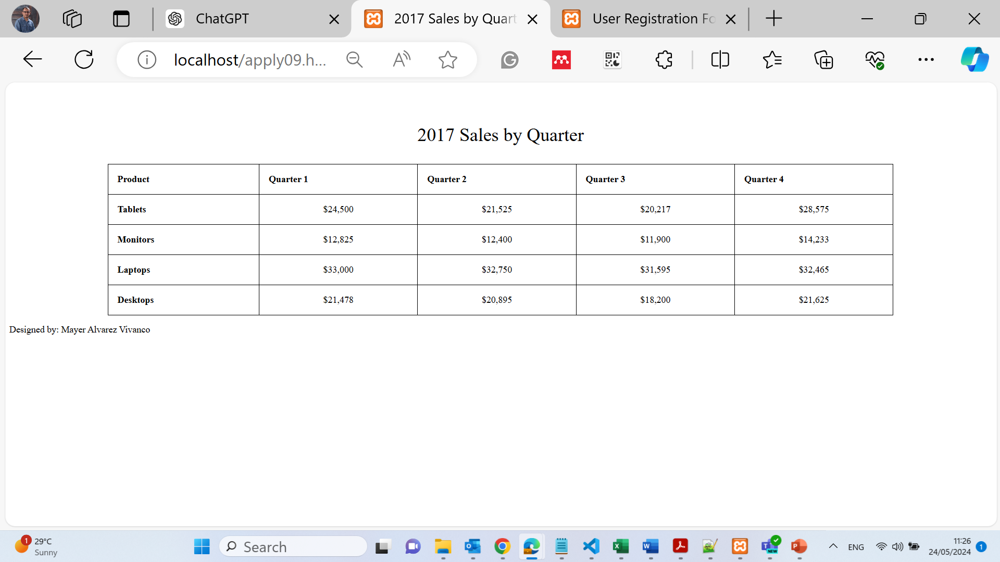 ChatGPT
2017 Sales by Quart
User Registration Fo
localhost/apply09.h...
2017 Sales by Quarter
Product Quarter 1 Quarter 2 Quarter 3 Quarter 4
Tablets $24,500 $21,525 $20,217 $28,575
Monitors $12,825 $12,400 $11,900 $14,233
Laptops $33,000 $32,750 $31,595 $32,465
Desktops $21,478 $20,895 $18,200 $21,625
Designed by: Mayer Alvarez Vivanco
1
29°C
Sunny
Search
NEW
ENG
11:26
24/05/2024
1